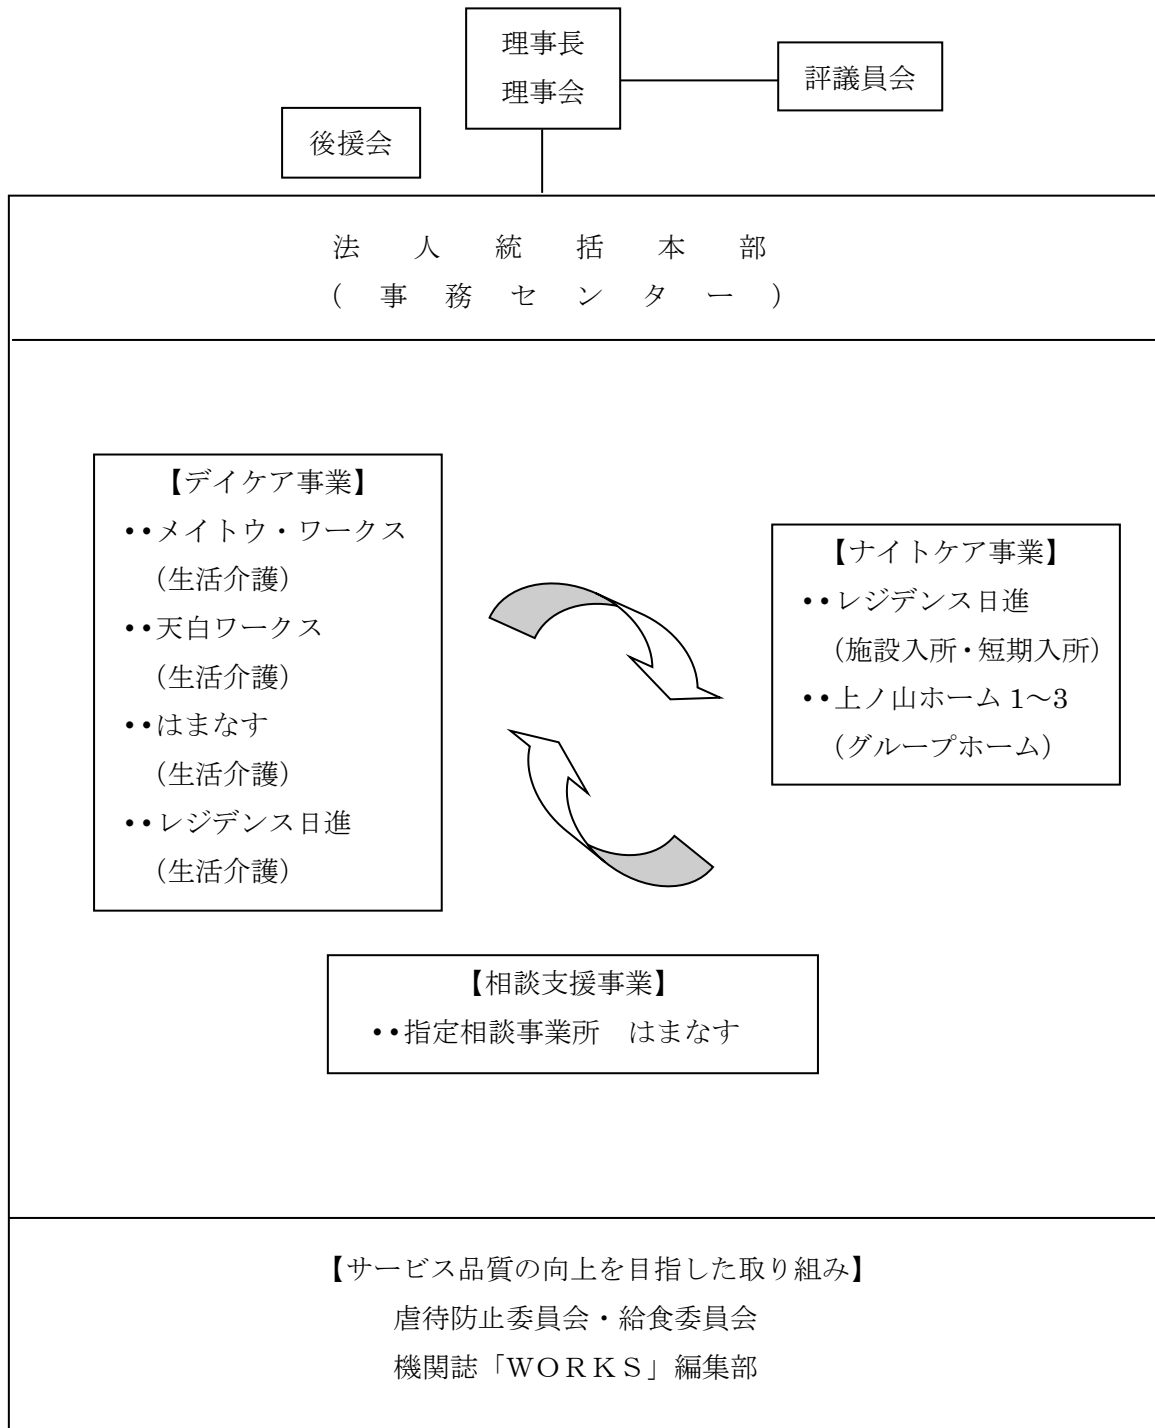 理事長
理事会
評議員会
後援会
法人統括本部
（事務センター）
【デイケア事業】
••メイトウ・ワークス
（生活介護）
••天白ワークス
（生活介護）
••はまなす
（生活介護）
••レジデンス日進
（生活介護）
【ナイトケア事業】
••レジデンス日進
（施設入所・短期入所）
••上ノ山ホーム 1～3
（グループホーム）
【相談支援事業】
••指定相談事業所　はまなす
【サービス品質の向上を目指した取り組み】
虐待防止委員会・給食委員会
機関誌「WＯＲＫＳ」編集部